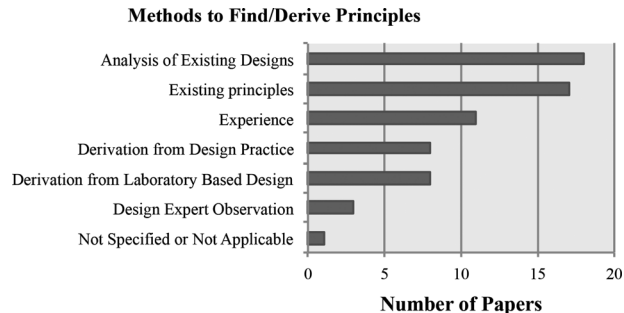 Methods to Find/Derive Principles
Analysis of Existing Designs
Existing principles
Experience
Derivation from Design Practice
Derivation from Laboratory Based Design
Design Expert Observation
Not Specified or Not Applicable
0 5 10 15 20
Number of Papers